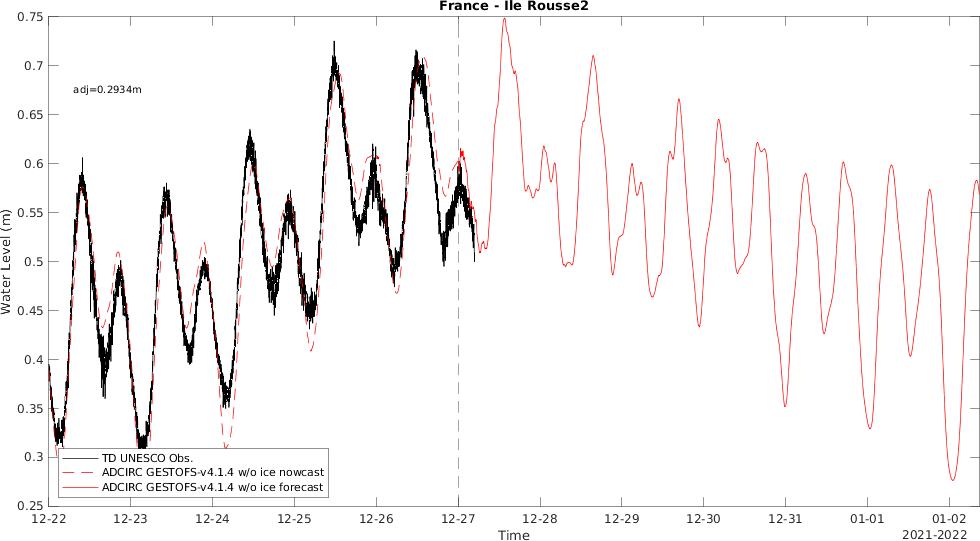 France - Ile Rousse2
adj=0.2934m
Water Level (m)
0.75
0.7
0.65
0.6
0.55
0.5
0.45
0.4
0.35
0.3
0.25
TD UNESCO Obs.
ADCIRC GESTOFS-v4.1.4 w/o ice nowcast
ADCIRC GESTOFS-v4.1.4 w/o ice forecast
12-22 12-23 12-24 12-25 12-26 12-27 12-28 12-29 12-30 12-31 01-01 01-02
Time
2021-2022